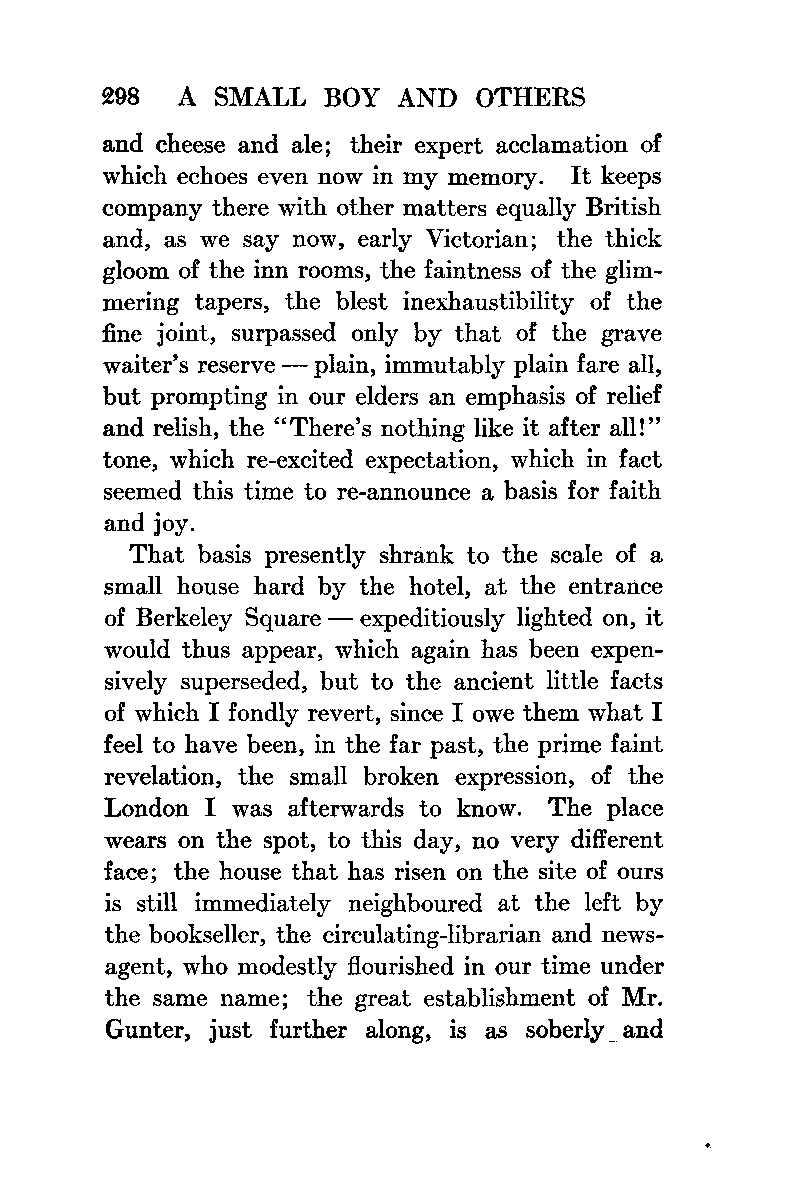 298 A SMALL BOY AND OTHERS
and cheese and ale; their expert acclamation of
which echoes even now in my memory. It keeps
company there with other matters equally British
and, as we say now, early Victorian; the thick
gloom of the inn rooms, the faintness of the glim-
mering tapers, the blest inexhaustibility of the
fine joint, surpassed only by that of the grave
waiter's reserve — plain, immutably plain fare all,
but prompting in our elders an emphasis of relief
and relish, the "There's nothing like it after all!"
tone, which re-excited expectation, which in fact
seemed this time to re-announce a basis for faith
and joy.
That basis presently shrank to the scale of a
small house hard by the hotel, at the entrance
of Berkeley Square — expeditiously lighted on, it
would thus appear, which again has been expen-
sively superseded, but to the ancient little facts
of which I fondly revert, since I owe them what I
feel to have been, in the far past, the prime faint
revelation, the small broken expression, of the
London I was afterwards to know. The place
wears on the spot, to this day, no very different
face; the house that has risen on the site of ours
is still immediately neighboured at the left by
the bookseller, the circulating-librarian and news-
agent, who modestly flourished in our time under
the same name; the great establishment of Mr.
Gunter, just further along, is as soberly and